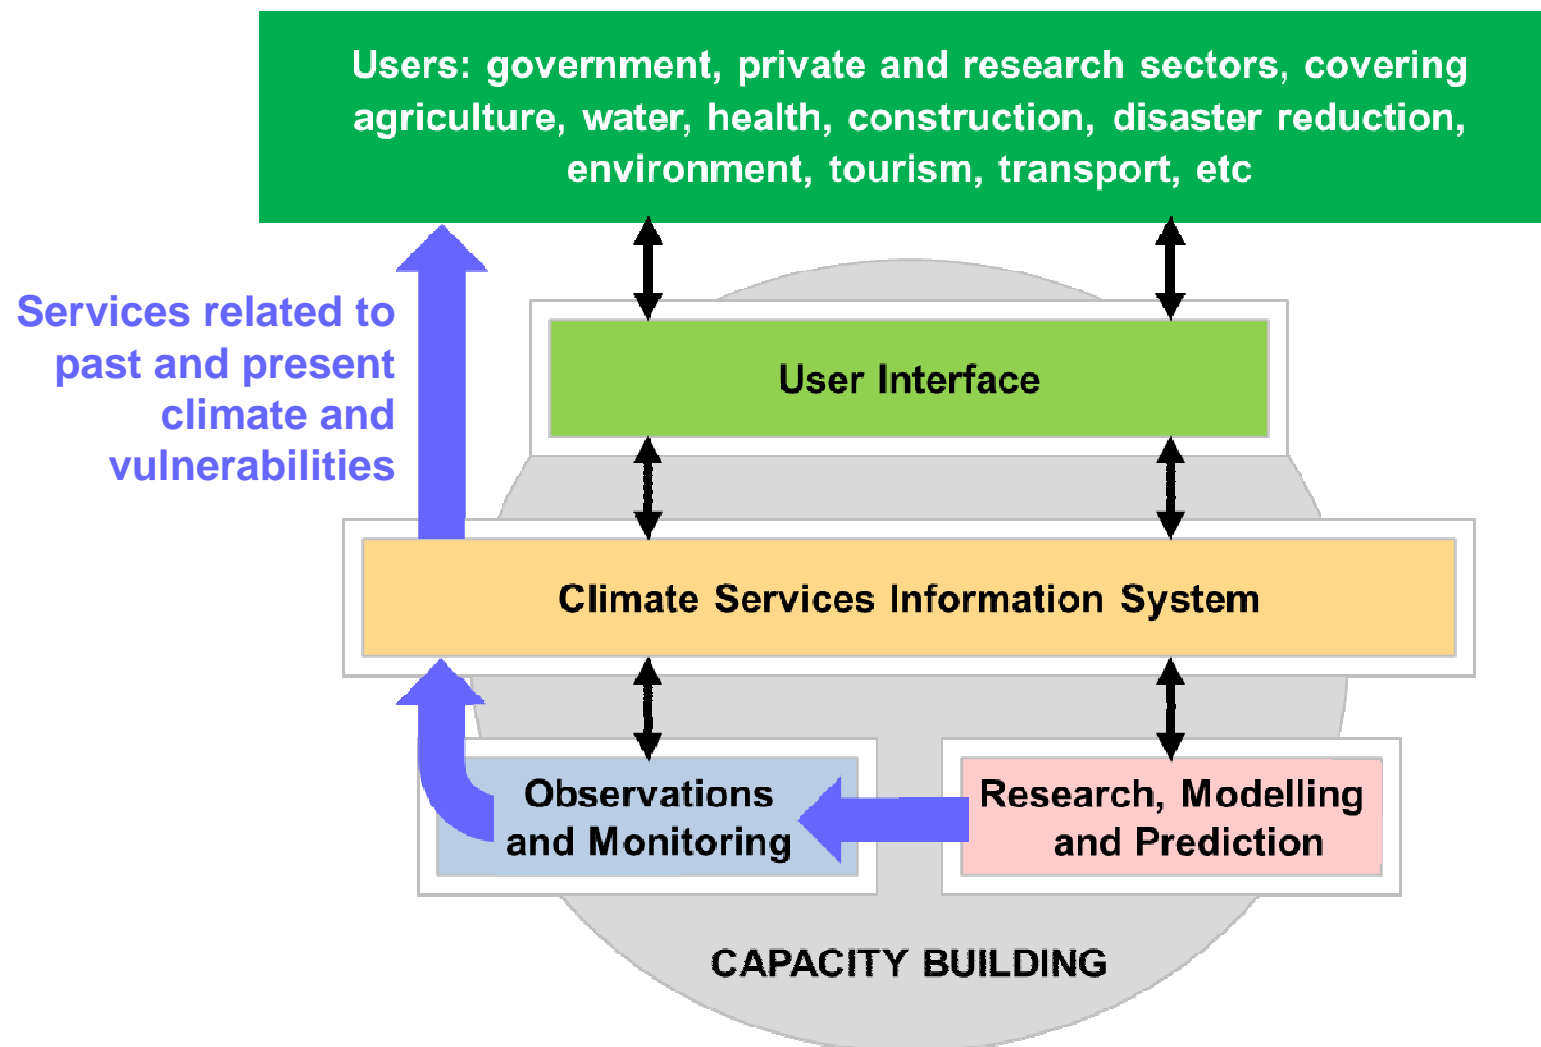 Users: government, private and research sectors, covering
agriculture, water, health, construction, disaster reduction,
environment, tourism, transport, etc
Services related to
past and present
climate and
vulnerabilities
User Interface
Climate Services Information System
Observations
and Monitoring
Research, Modelling
and Prediction
CAPACITY BUILDING